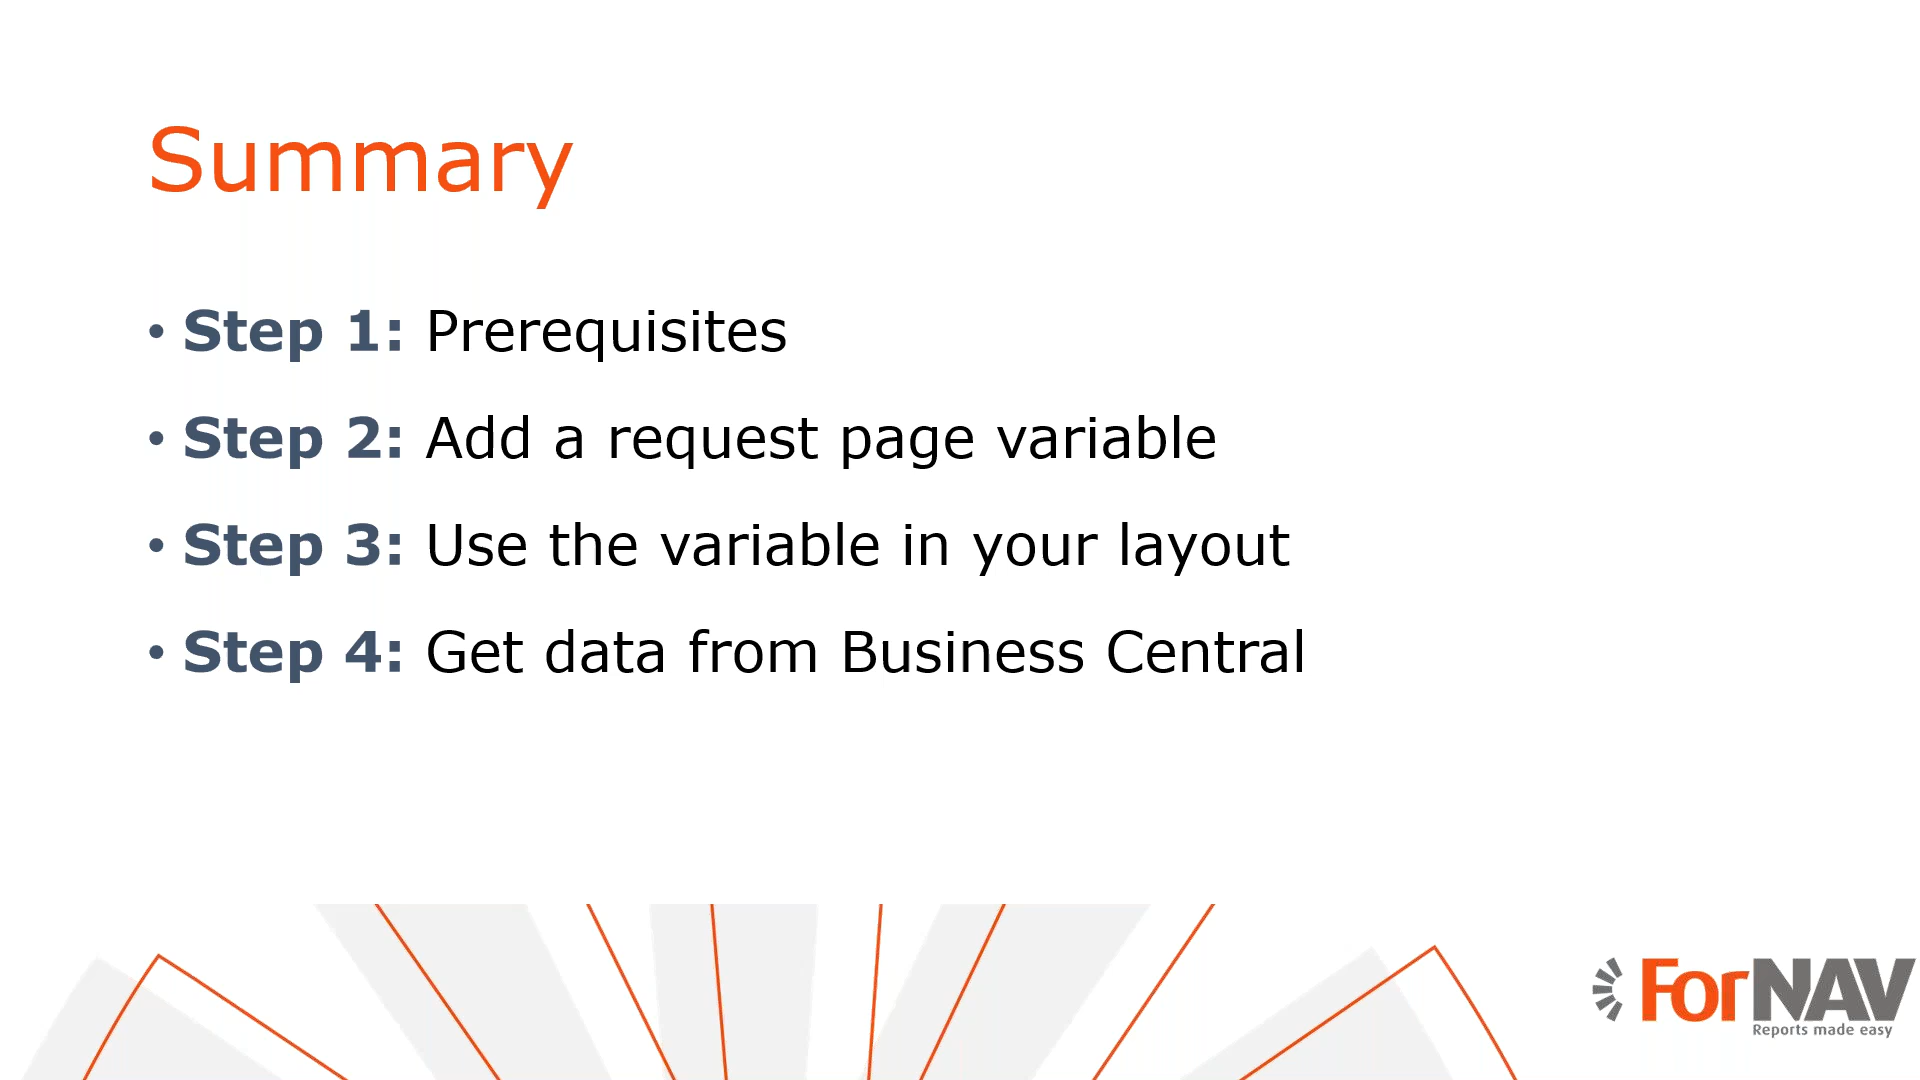 Summary
• Step 1: Prerequisites
• Step 2: Add a request page variable
• Step 3: Use the variable in your layout
• Step 4: Get data from Business Central
ForNAV
Reports made easy